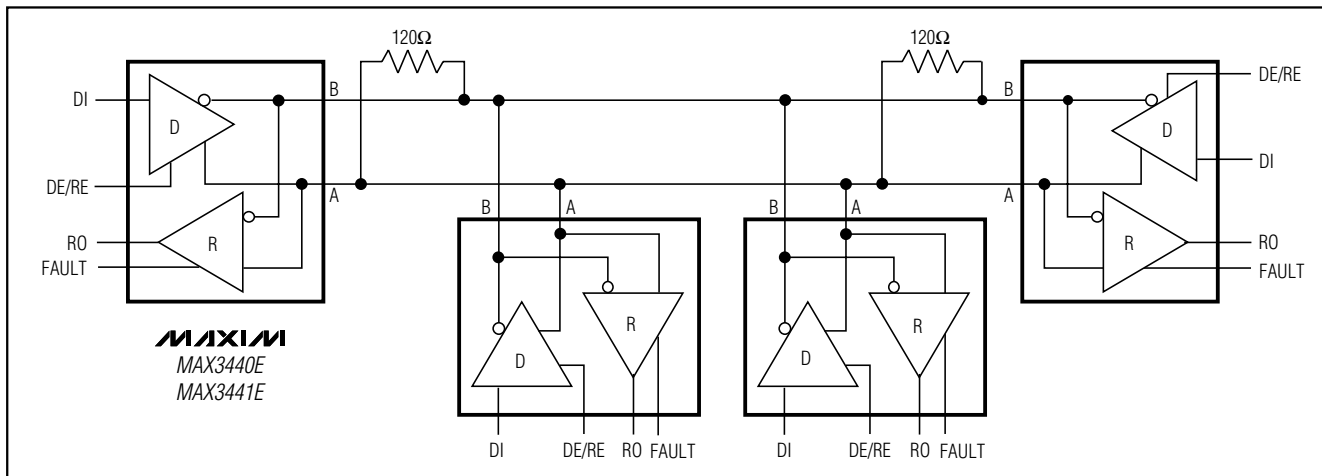 120Ω
120Ω
DI
D
B
DE/RE
A
RO
R
FAULT
MAXIM
MAX3440E
MAX3441E
B
A
D
R
DI
DE/RE
RO
FAULT
B
A
D
R
DI
DE/RE
RO
FAULT
B
DE/RE
D
DI
A
R
RO
FAULT